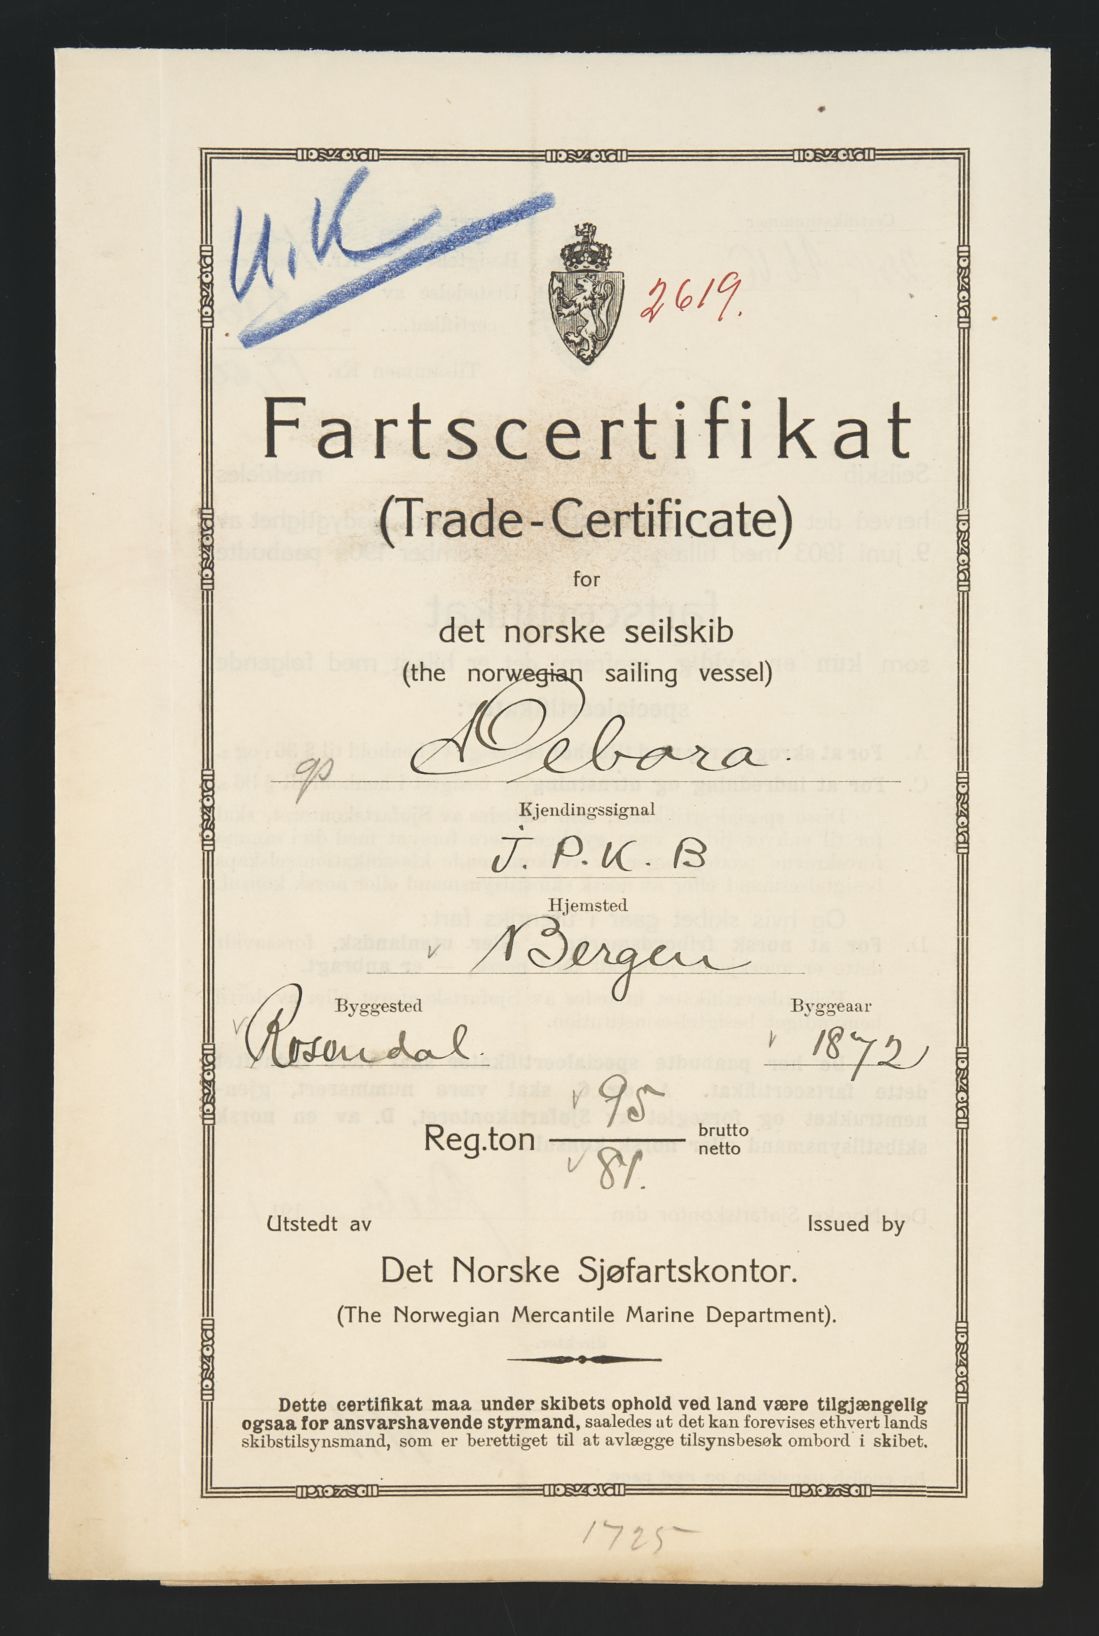 U.K
2619.
Fartscertifikat
(Trade-Certificate)
for
det norske seilskib
(the norwegian sailing vessel)
Debora.
Kjendingssignal
J. P. K. B
Hjemsted
Bergen
Byggested Byggeaar
Rosendal. 1872
95
Reg.ton brutto
netto
81.
Utstedt av Issued by
Det Norske Sjøfartskontor.
(The Norwegian Mercantile Marine Department).
Dette certifikat maa under skibets ophold ved land være tilgjængelig
ogsaa for ansvarshavende styrmand, saaledes at det kan forevises ethvert lands
skibstilsynsmand, som er berettiget til at avlægge tilsynsbesøk ombord i skibet.
1725